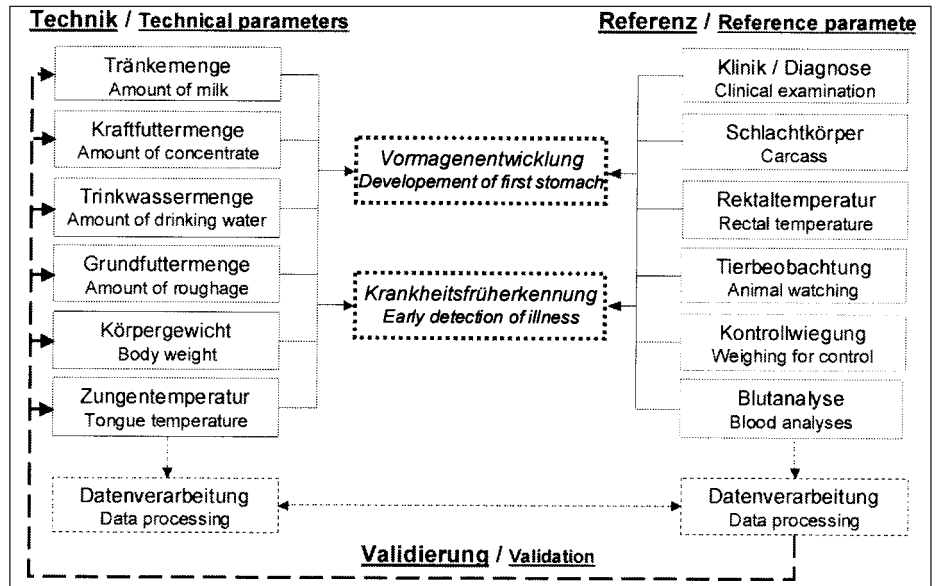 Technik / Technical parameters
Referenz / Reference paramete
Tränkemenge
Amount of milk
Kraftfuttermenge
Amount of concentrate
Trinkwassermenge
Amount of drinking water
Grundfuttermenge
Amount of roughage
Körpergewicht
Body weight
Zungentemperatur
Tongue temperature
Datenverarbeitung
Data processing
Vormagenentwicklung
Developement of first stomach
Krankheitsfrüherkennung
Early detection of illness
Klinik / Diagnose
Clinical examination
Schlachtkörper
Carcass
Rektaltemperatur
Rectal temperature
Tierbeobachtung
Animal watching
Kontrollwiegung
Weighing for control
Blutanalyse
Blood analyses
Datenverarbeitung
Data processing
Validierung / Validation